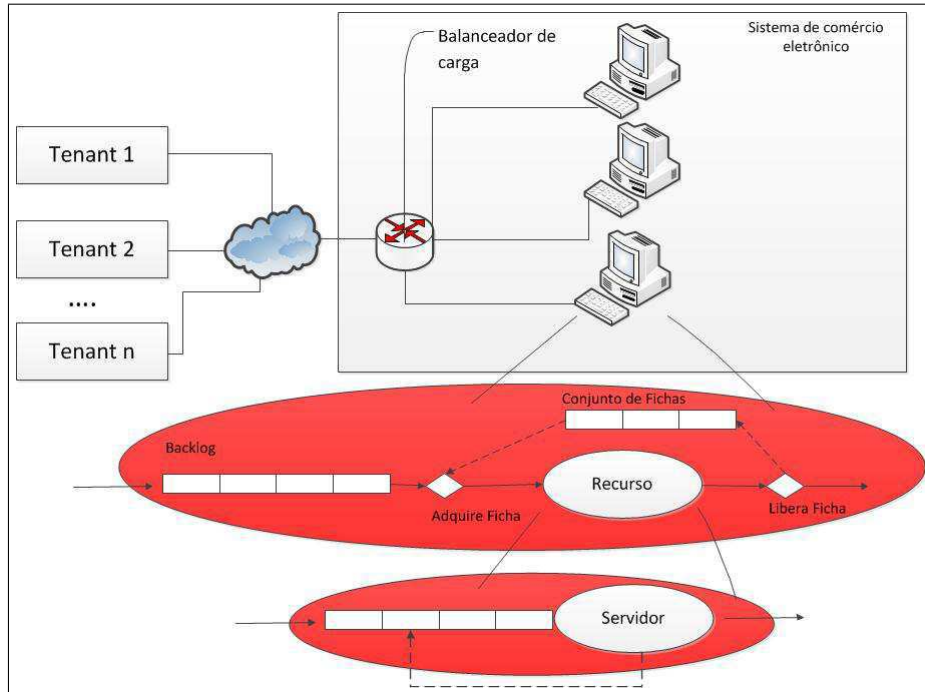 Balanceador de
carga
Sistema de comércio
eletrônico
Tenant 1
Tenant 2
....
Tenant n
Conjunto de Fichas
Backlog
Recurso
Adquire Ficha
Libera Ficha
Servidor